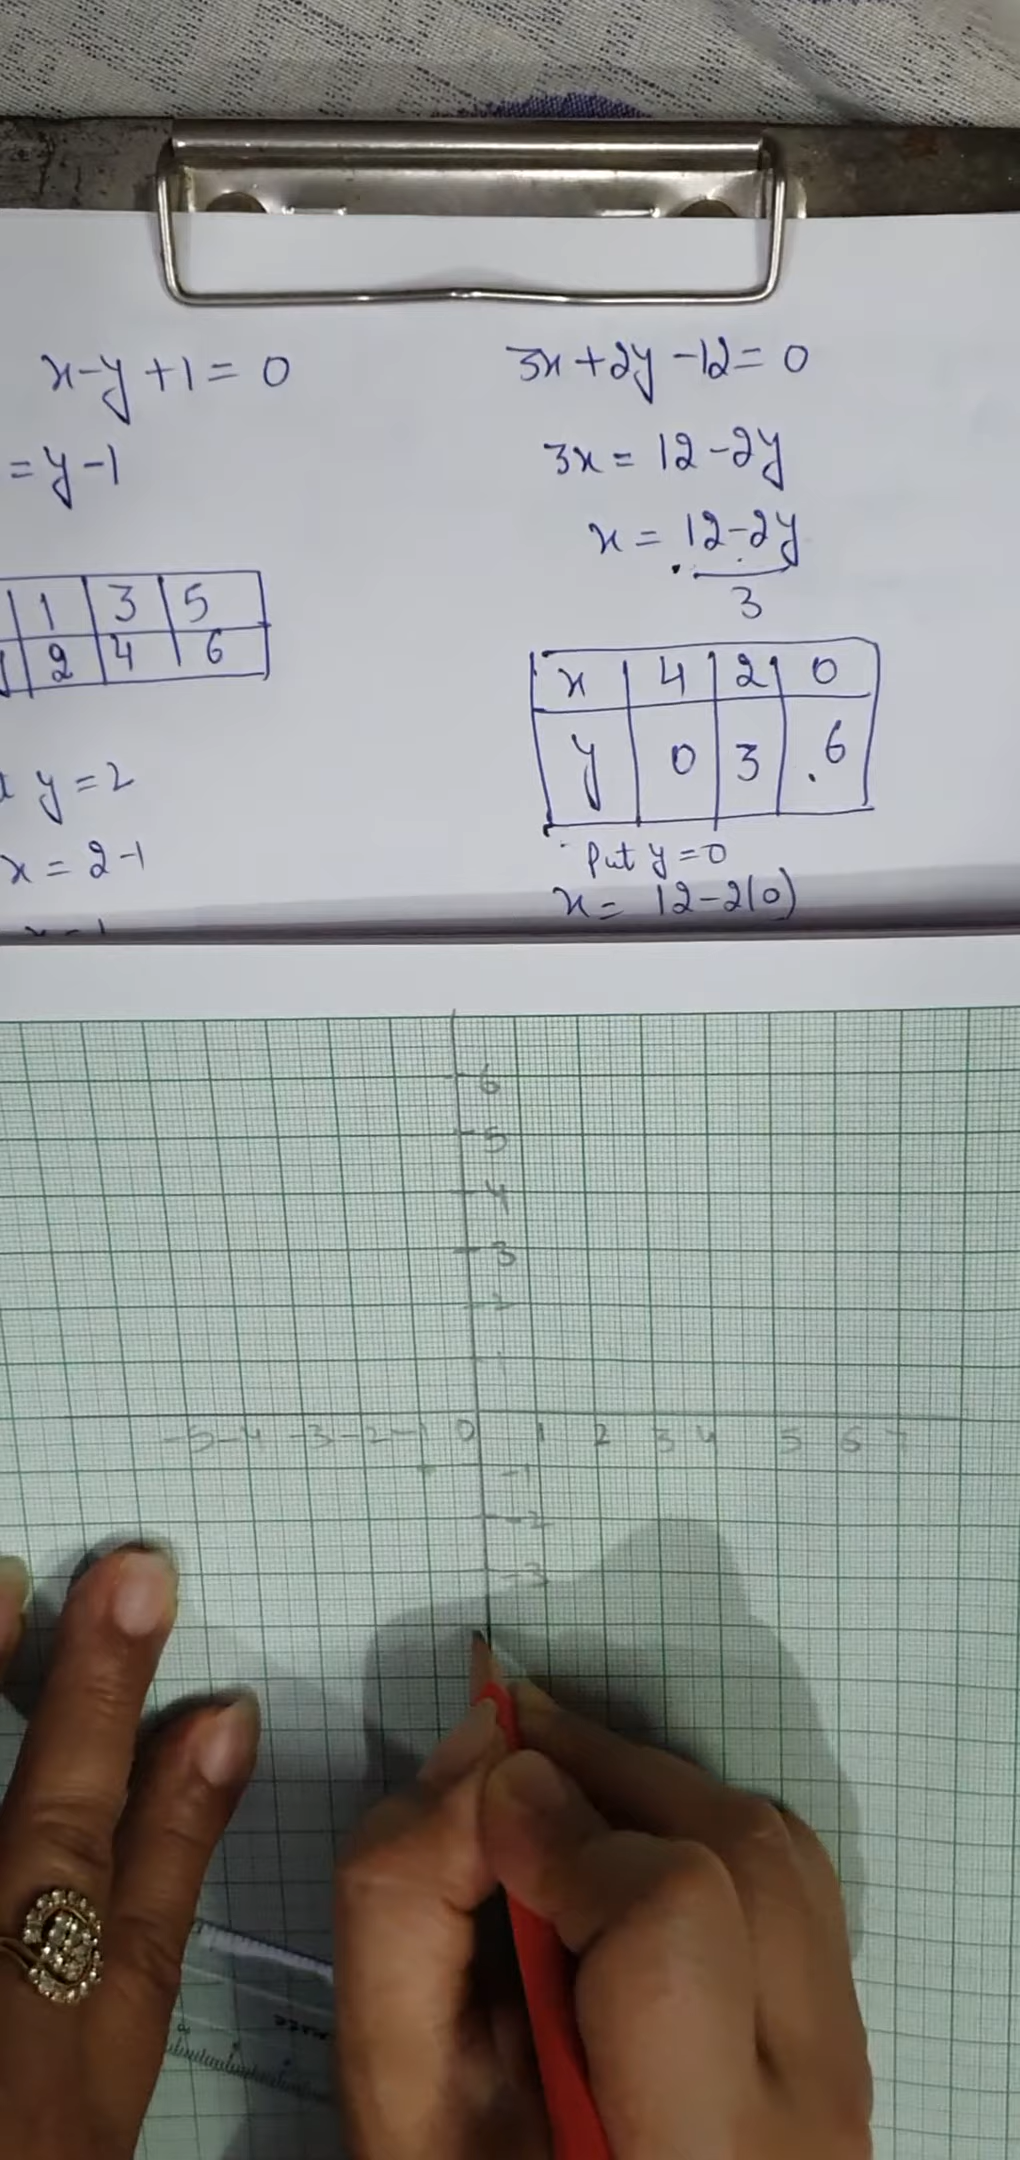 x-y+1=0
=y-1
1 3 5
y 2 4 6
y=2
x=2-1
x=1
3x+2y-12=0
3x=12-2y
x=12-2y
3
x 4 2 0
y 0 3 6
Put y=0
x= 12-2(0)
6
5
4
3
2
1
-5 -4 -3 -2 -1 0 1 2 3 4 5 6 7
-1
-2
-3